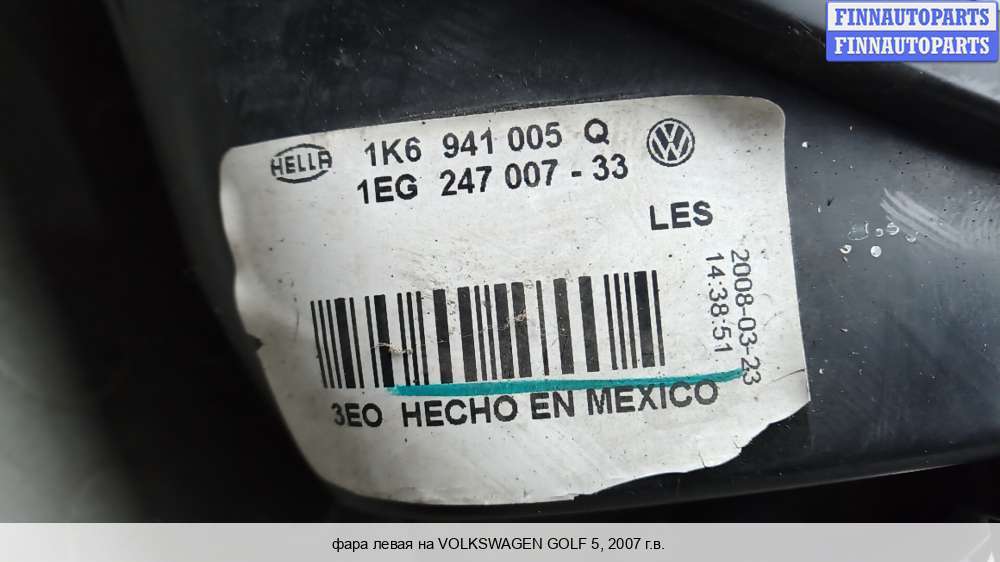 FINNAUTOPARTS
FINNAUTOPARTS
HELLA 1K6 941 005 Q
1EG 247 007 - 33
LES
2008-03-23
14:38:51
3EO HECHO EN MEXICO
фара левая на VOLKSWAGEN GOLF 5, 2007 г.в.